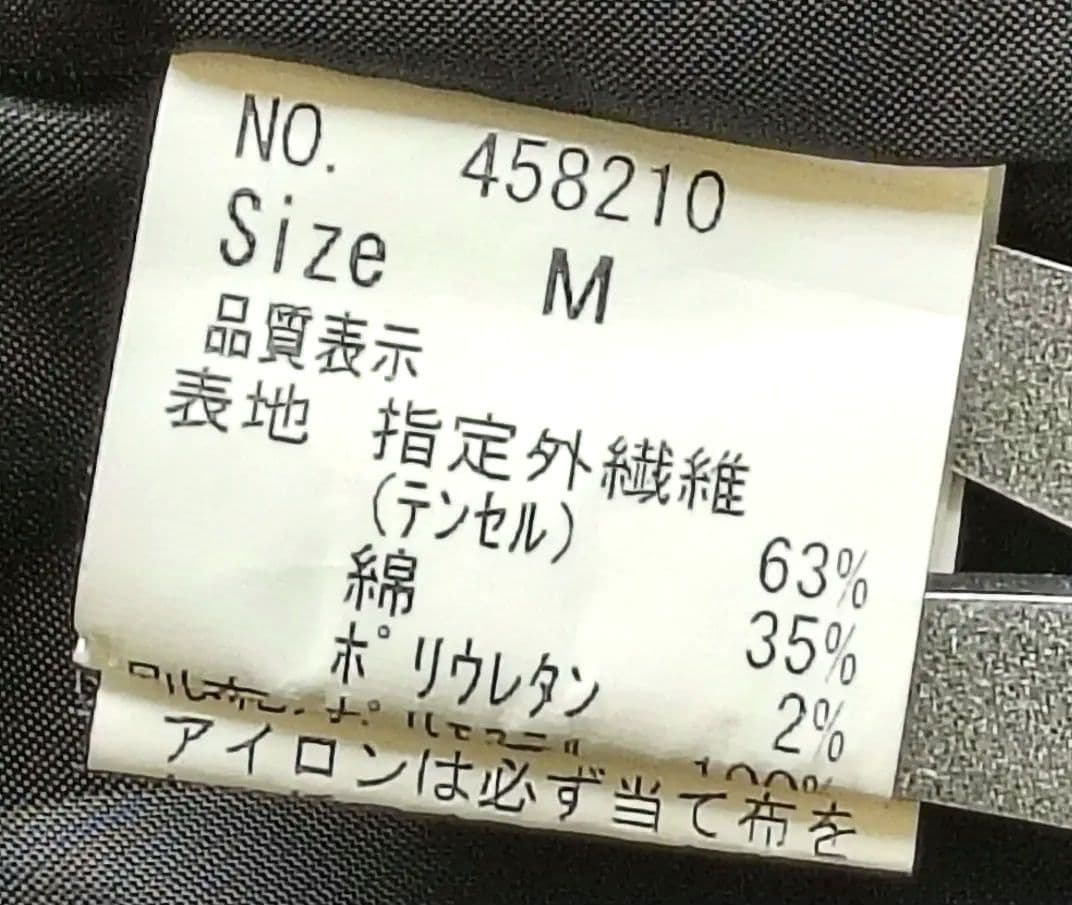 NO. 458210
Size M
品質表示
表地 指定外繊維
(テンセル) 63%
綿 35%
ポリウレタン 2%
100%
アイロンは必ず当て布を